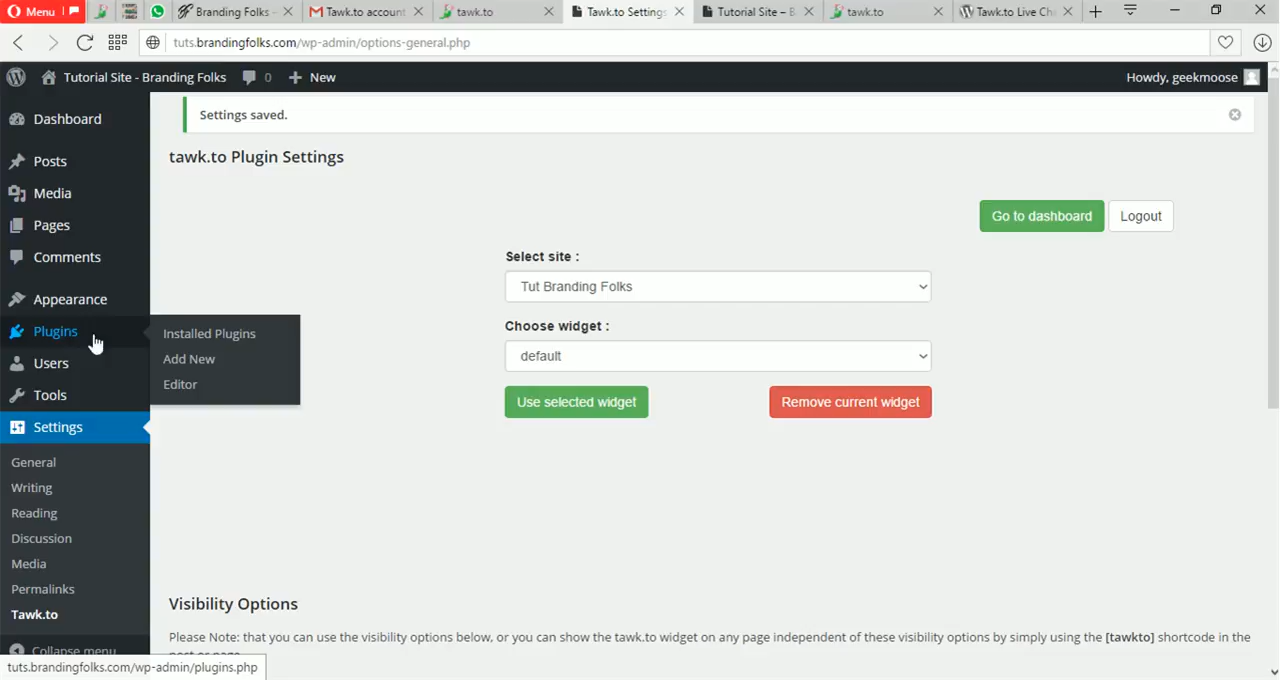 Menu
Branding Folks –
Tawk.to account
tawk.to
Tawk.to Settings
Tutorial Site – B
tawk.to
Tawk.to Live Ch
tuts.brandingfolks.com/wp-admin/options-general.php
Tutorial Site - Branding Folks
0
New
Howdy, geekmoose
Dashboard
Posts
Media
Pages
Comments
Appearance
Plugins
Users
Tools
Settings
General
Writing
Reading
Discussion
Media
Permalinks
Tawk.to
Collapse menu
tuts.brandingfolks.com/wp-admin/plugins.php
Installed Plugins
Add New
Editor
Settings saved.
tawk.to Plugin Settings
Go to dashboard
Logout
Select site :
Tut Branding Folks
Choose widget :
default
Use selected widget
Remove current widget
Visibility Options
Please Note: that you can use the visibility options below, or you can show the tawk.to widget on any page independent of these visibility options by simply using the [tawkto] shortcode in the
post or page.